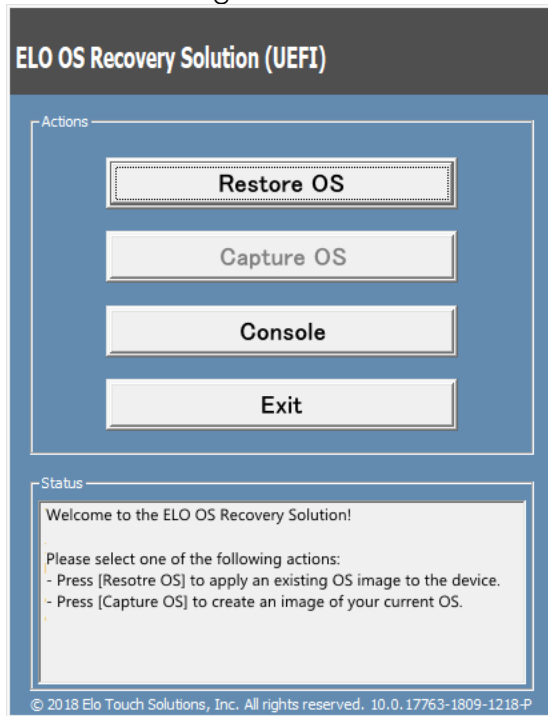 ELO OS Recovery Solution (UEFI)
Actions
Restore OS
Capture OS
Console
Exit
Status
Welcome to the ELO OS Recovery Solution!
Please select one of the following actions:
- Press [Resotre OS] to apply an existing OS image to the device.
- Press [Capture OS] to create an image of your current OS.
© 2018 Elo Touch Solutions, Inc. All rights reserved. 10.0.17763-1809-1218-P